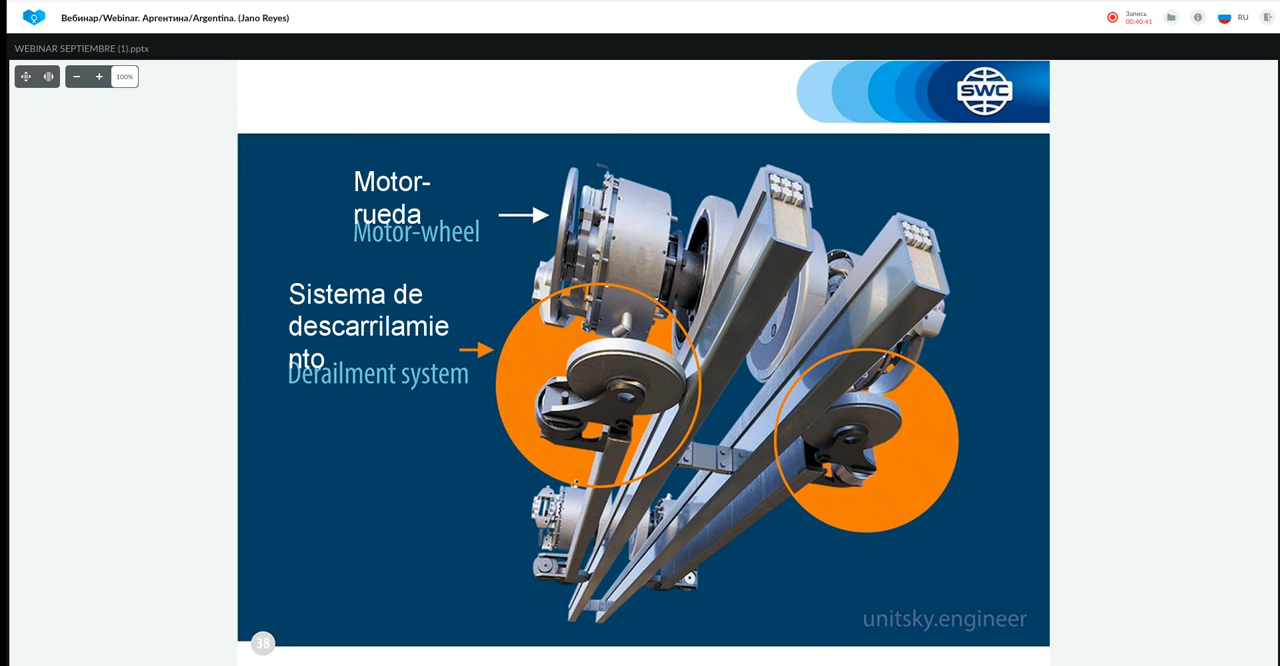 Вебинар/Webinar. Аргентина/Argentina. (Jano Reyes)
Запись
00:40:41
RU
WEBINAR SEPTIEMBRE (1).pptx
100%
SWC
Motor-
rueda
Motor-wheel
Sistema de
descarrilamie
nto
Derailment system
unitsky.engineer
38